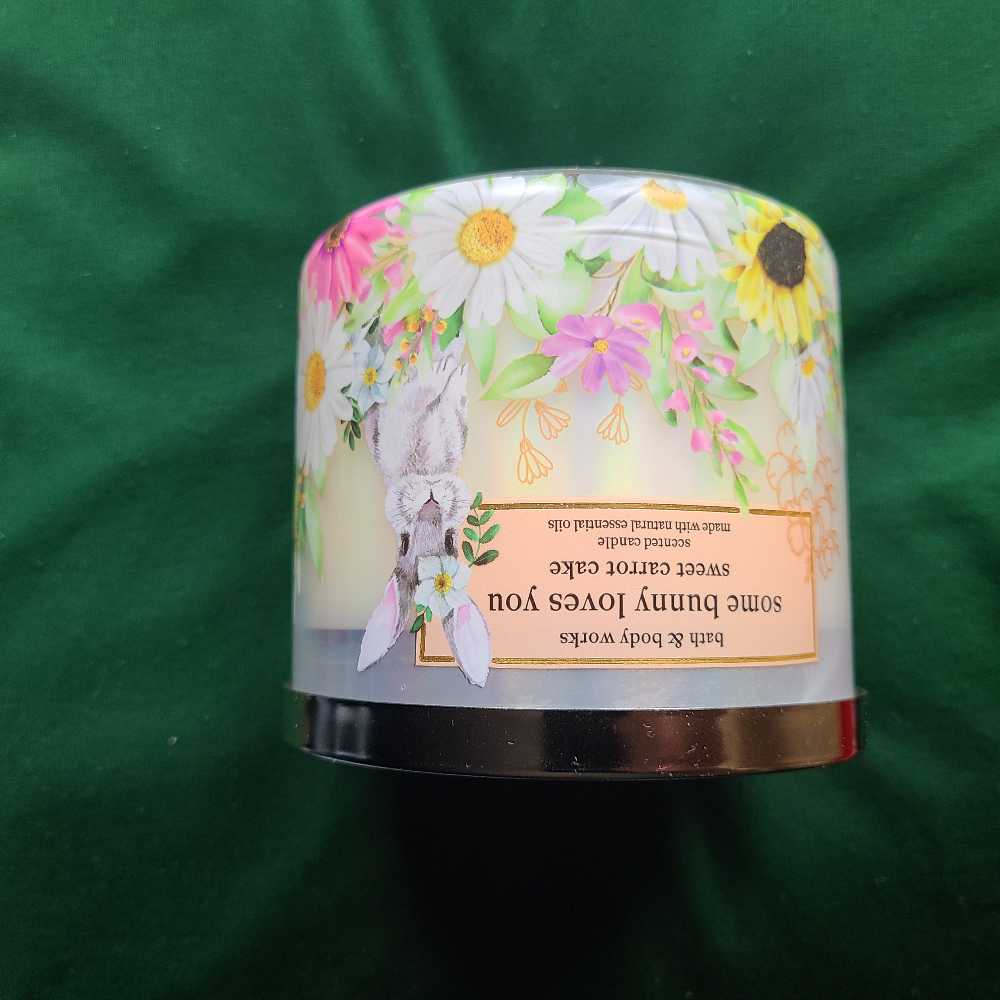 bath & body works
some bunny loves you
sweet carrot cake
scented candle
made with natural essential oils